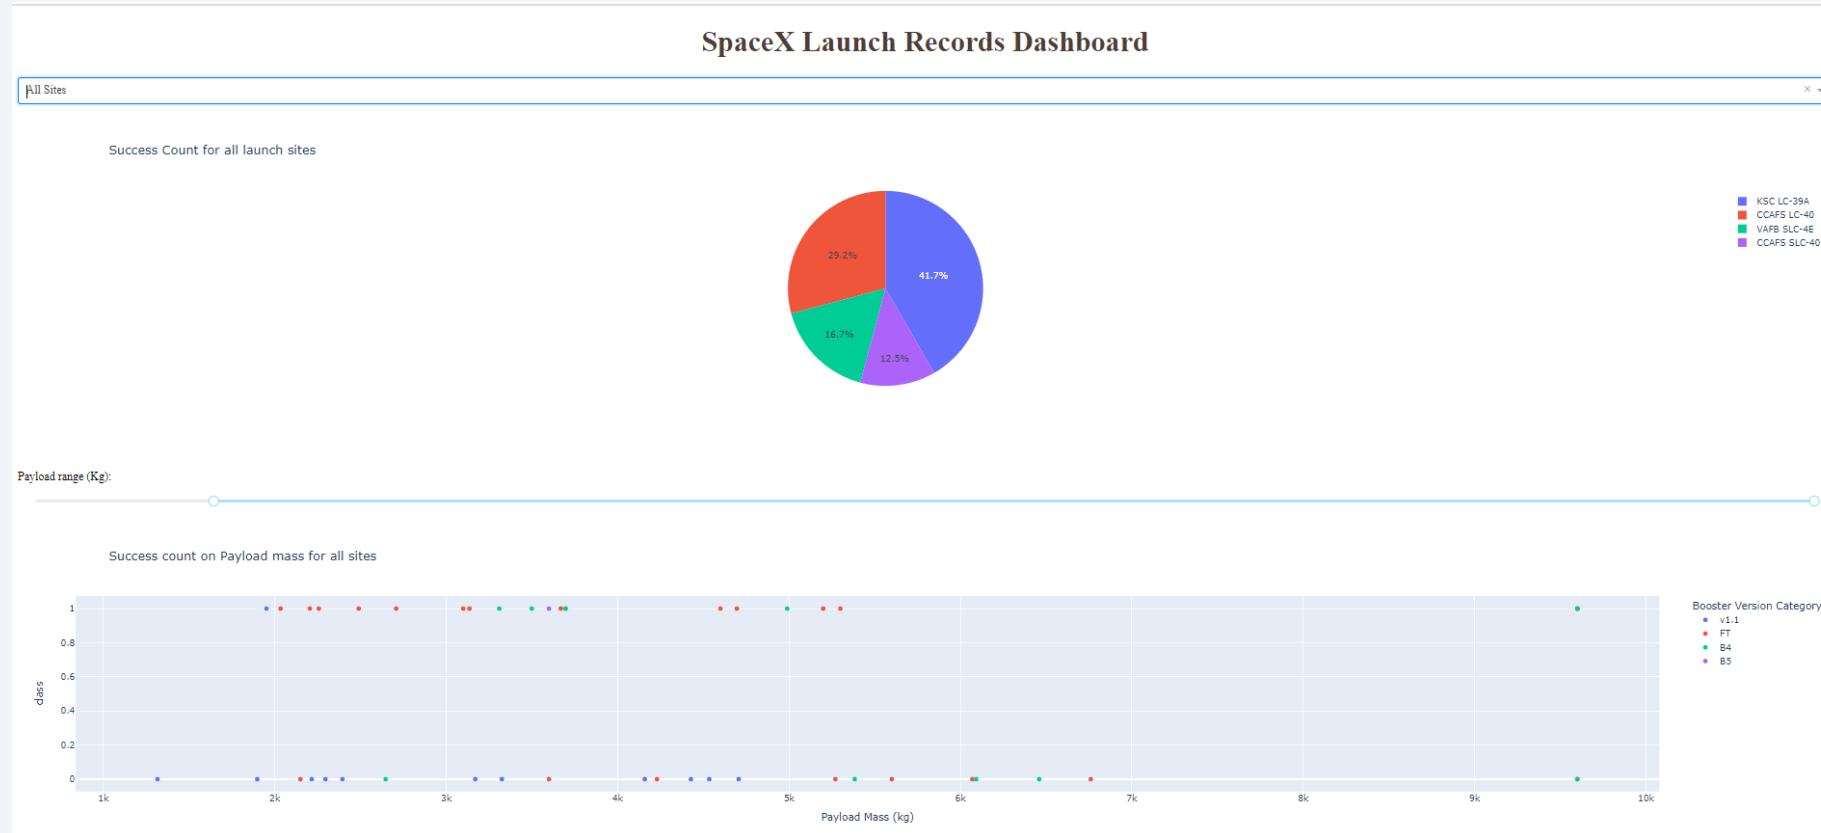 SpaceX Launch Records Dashboard
All Sites
×
Success Count for all launch sites
KSC LC-39A
CCAFS LC-40
VAFB SLC-4E
CCAFS SLC-40
29.2%
41.7%
16.7%
12.5%
Payload range (Kg):
Success count on Payload mass for all sites
1
0.8
0.6
0.4
0.2
0
class
1k 2k 3k 4k 5k 6k 7k 8k 9k 10k
Payload Mass (kg)
Booster Version Category
v1.1
FT
B4
B5